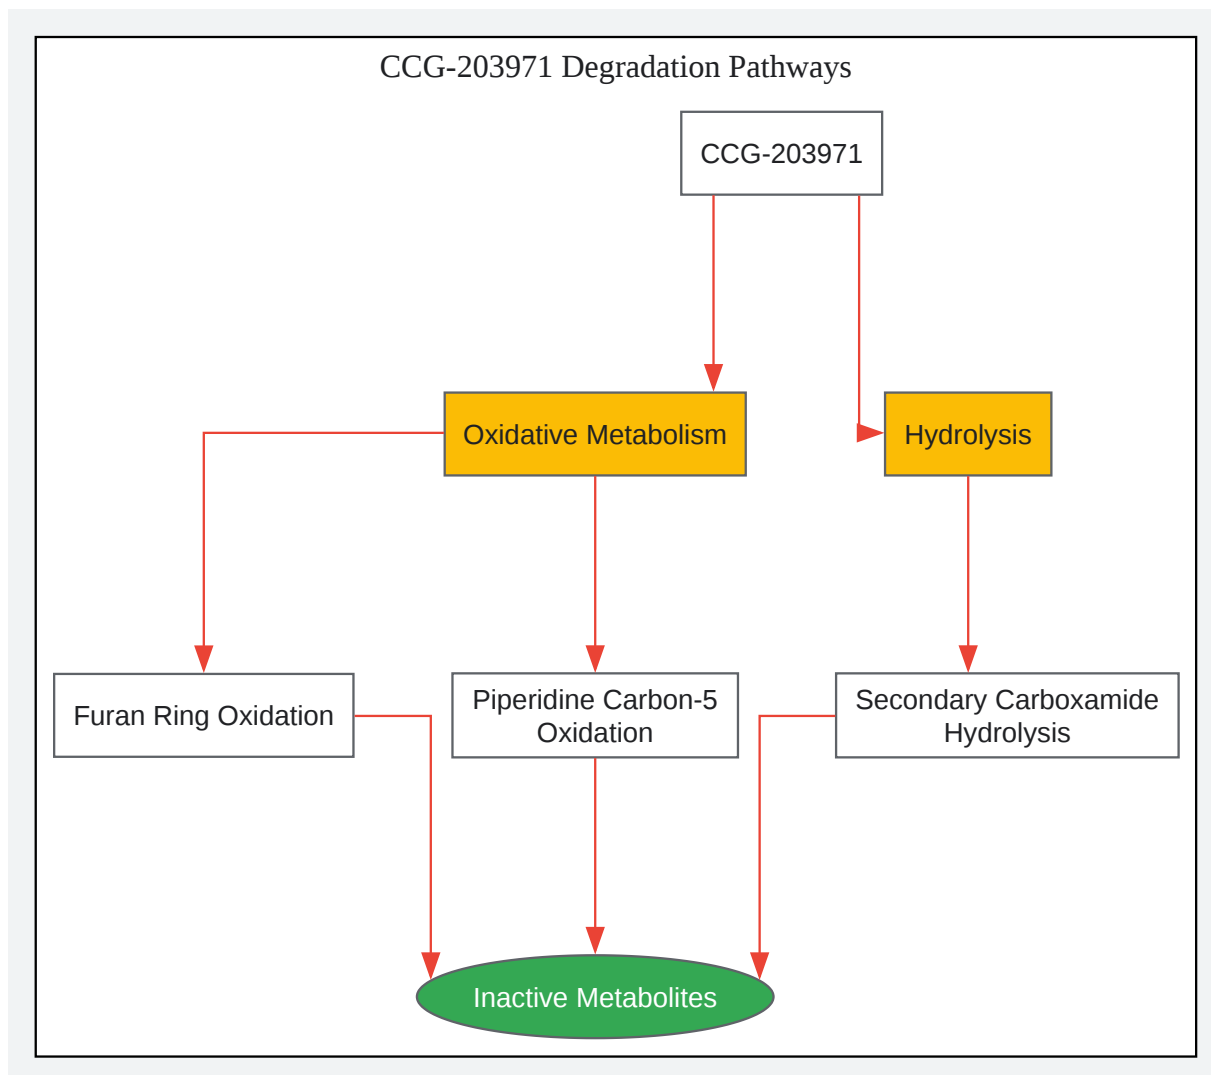 CCG-203971 Degradation Pathways
CCG-203971
Oxidative Metabolism
Hydrolysis
Furan Ring Oxidation
Piperidine Carbon-5
Oxidation
Secondary Carboxamide
Hydrolysis
Inactive Metabolites